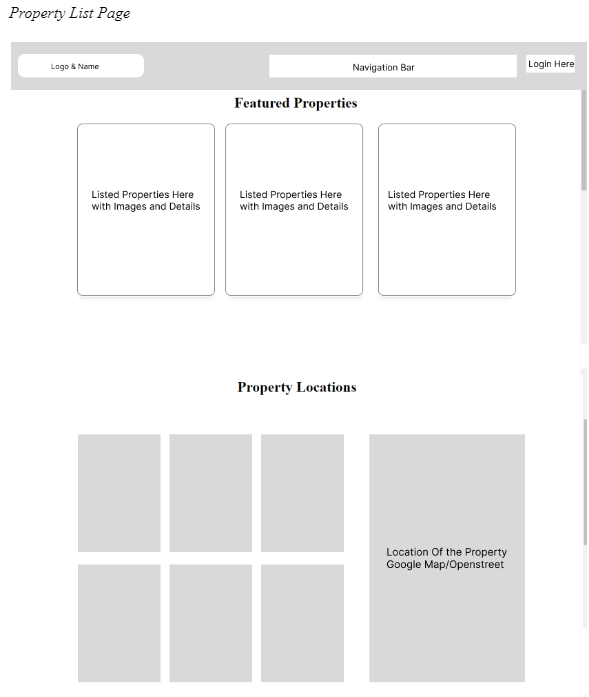 Property List Page
Logo & Name
Navigation Bar
Login Here
Featured Properties
Listed Properties Here
with Images and Details
Listed Properties Here
with Images and Details
Listed Properties Here
with Images and Details
Property Locations
Location Of the Property
Google Map/Openstreet